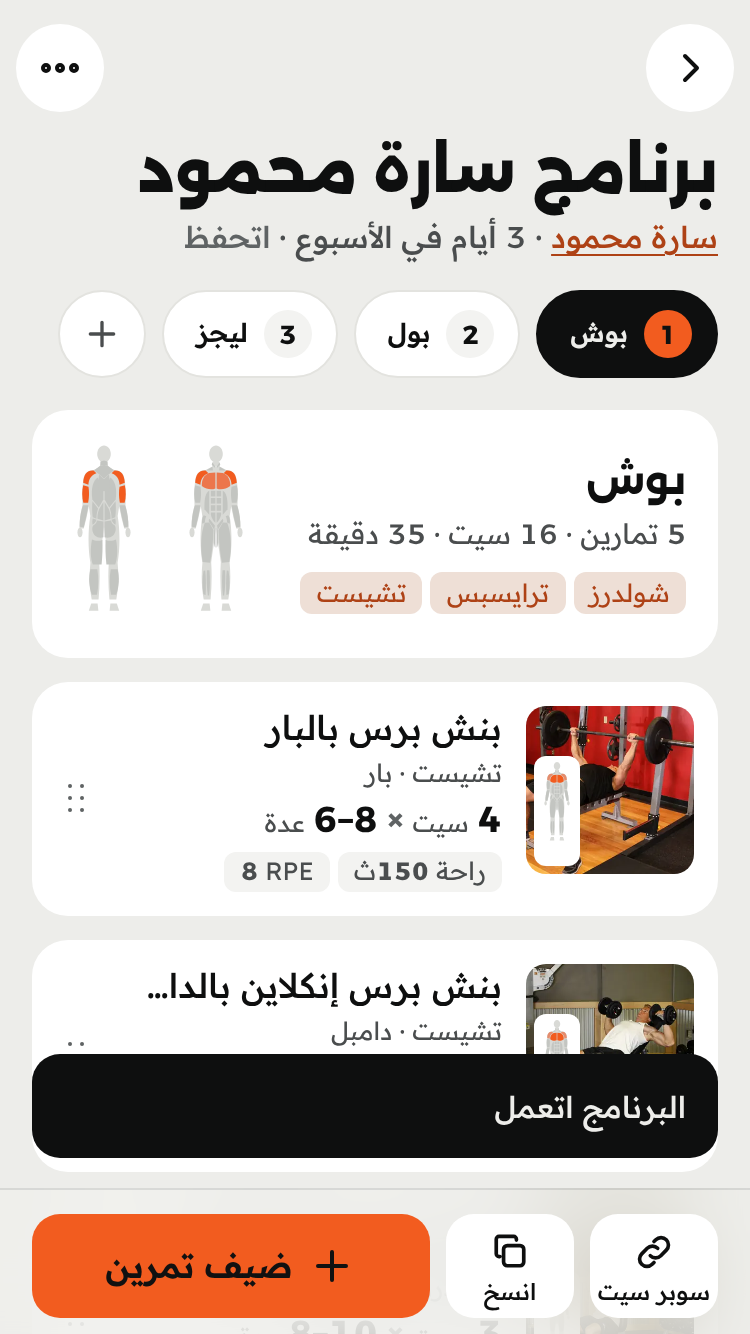 برنامج سارة محمود
سارة محمود · 3 أيام في الأسبوع · اتحفظ
1 بوش
2 بول
3 ليجز
بوش
5 تمارين · 16 سيت · 35 دقيقة
شولدرز ترايسبس تشيست
بنش برس بالبار
تشيست · بار
4 سيت × 6–8 عدة
راحة 150ث RPE 8
بنش برس إنكلاين بالدا...
تشيست · دامبل
البرنامج اتعمل
سوبر سيت
انسخ
ضيف تمرين